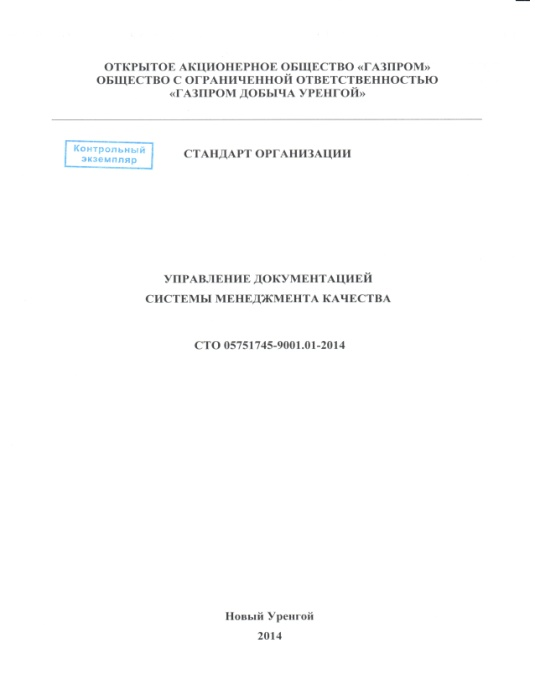 ОТКРЫТОЕ АКЦИОНЕРНОЕ ОБЩЕСТВО «ГАЗПРОМ»
ОБЩЕСТВО С ОГРАНИЧЕННОЙ ОТВЕТСТВЕННОСТЬЮ
«ГАЗПРОМ ДОБЫЧА УРЕНГОЙ»
Контрольный
экземпляр
СТАНДАРТ ОРГАНИЗАЦИИ
УПРАВЛЕНИЕ ДОКУМЕНТАЦИЕЙ
СИСТЕМЫ МЕНЕДЖМЕНТА КАЧЕСТВА
СТО 05751745-9001.01-2014
Новый Уренгой
2014